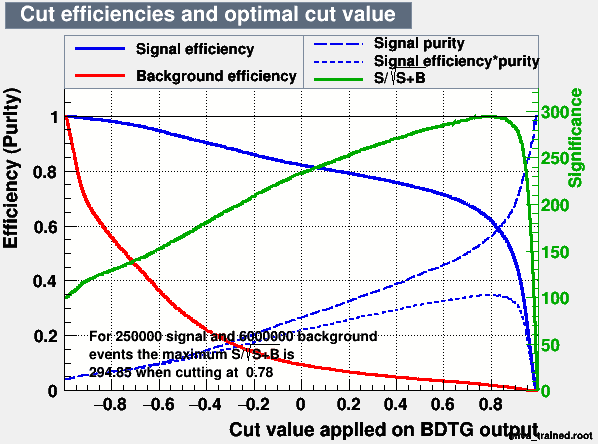 Cut efficiencies and optimal cut value
Signal efficiency
Background efficiency
Signal purity
Signal efficiency*purity
S/√S+B
Efficiency (Purity)
1
0.8
0.6
0.4
0.2
0
300
250
200
150
100
50
0
Significance
For 250000 signal and 6000000 background
events the maximum S/√S+B is
294.85 when cutting at 0.78
−0.8 −0.6 −0.4 −0.2 0 0.2 0.4 0.6 0.8
Cut value applied on BDTG output